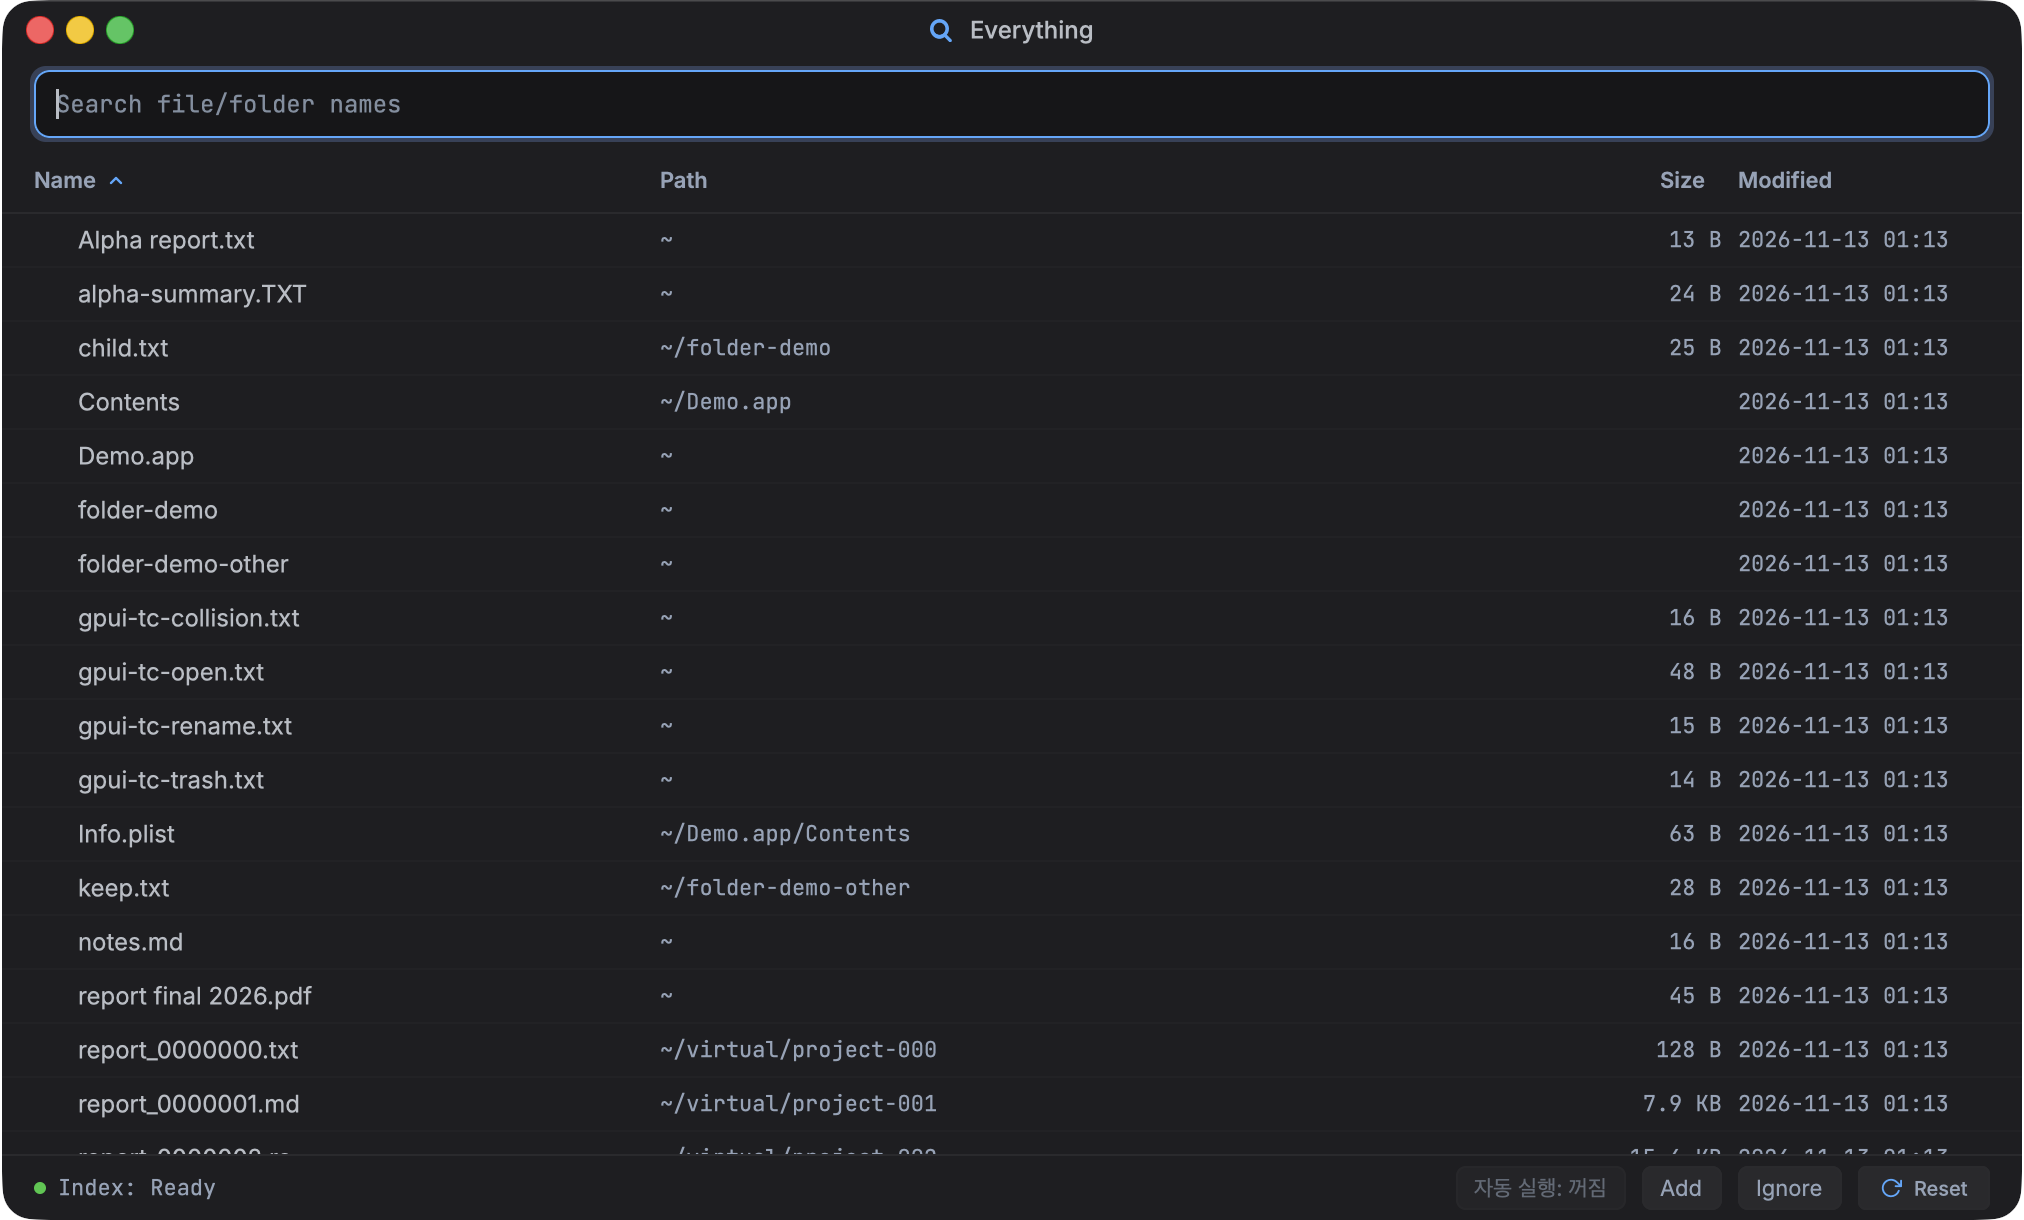 Everything
Search file/folder names
Name Path Size Modified
Alpha report.txt ~ 13 B 2026-11-13 01:13
alpha-summary.TXT ~ 24 B 2026-11-13 01:13
child.txt ~/folder-demo 25 B 2026-11-13 01:13
Contents ~/Demo.app 2026-11-13 01:13
Demo.app ~ 2026-11-13 01:13
folder-demo ~ 2026-11-13 01:13
folder-demo-other ~ 2026-11-13 01:13
gpui-tc-collision.txt ~ 16 B 2026-11-13 01:13
gpui-tc-open.txt ~ 48 B 2026-11-13 01:13
gpui-tc-rename.txt ~ 15 B 2026-11-13 01:13
gpui-tc-trash.txt ~ 14 B 2026-11-13 01:13
Info.plist ~/Demo.app/Contents 63 B 2026-11-13 01:13
keep.txt ~/folder-demo-other 28 B 2026-11-13 01:13
notes.md ~ 16 B 2026-11-13 01:13
report final 2026.pdf ~ 45 B 2026-11-13 01:13
report_0000000.txt ~/virtual/project-000 128 B 2026-11-13 01:13
report_0000001.md ~/virtual/project-001 7.9 KB 2026-11-13 01:13
Index: Ready 자동 실행: 꺼짐 Add Ignore Reset